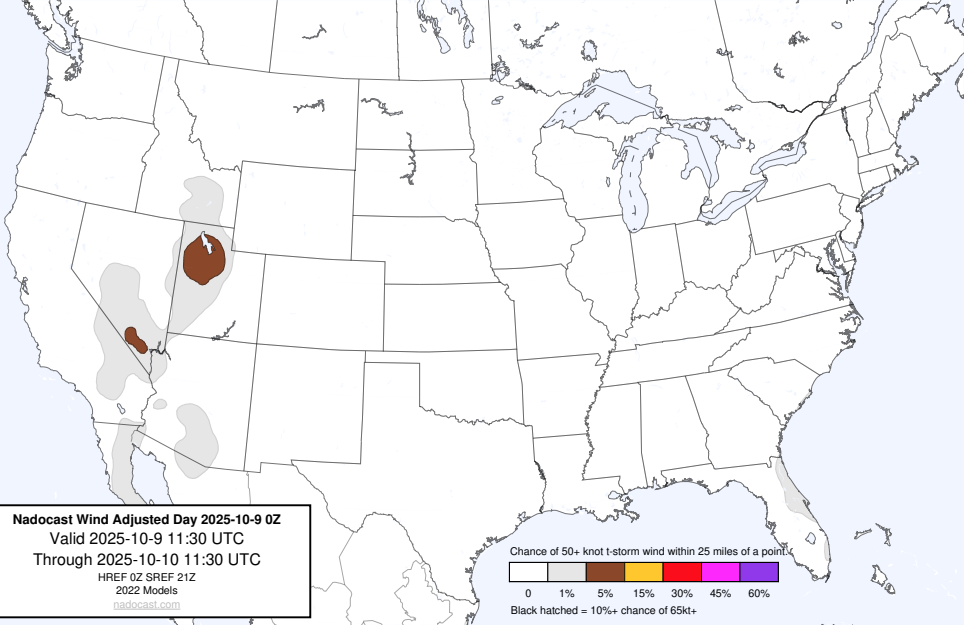 Nadocast Wind Adjusted Day 2025-10-9 0Z
Valid 2025-10-9 11:30 UTC
Through 2025-10-10 11:30 UTC
HREF 0Z SREF 21Z
2022 Models
nadocast.com
Chance of 50+ knot t-storm wind within 25 miles of a point.
0 1% 5% 15% 30% 45% 60%
Black hatched = 10%+ chance of 65kt+